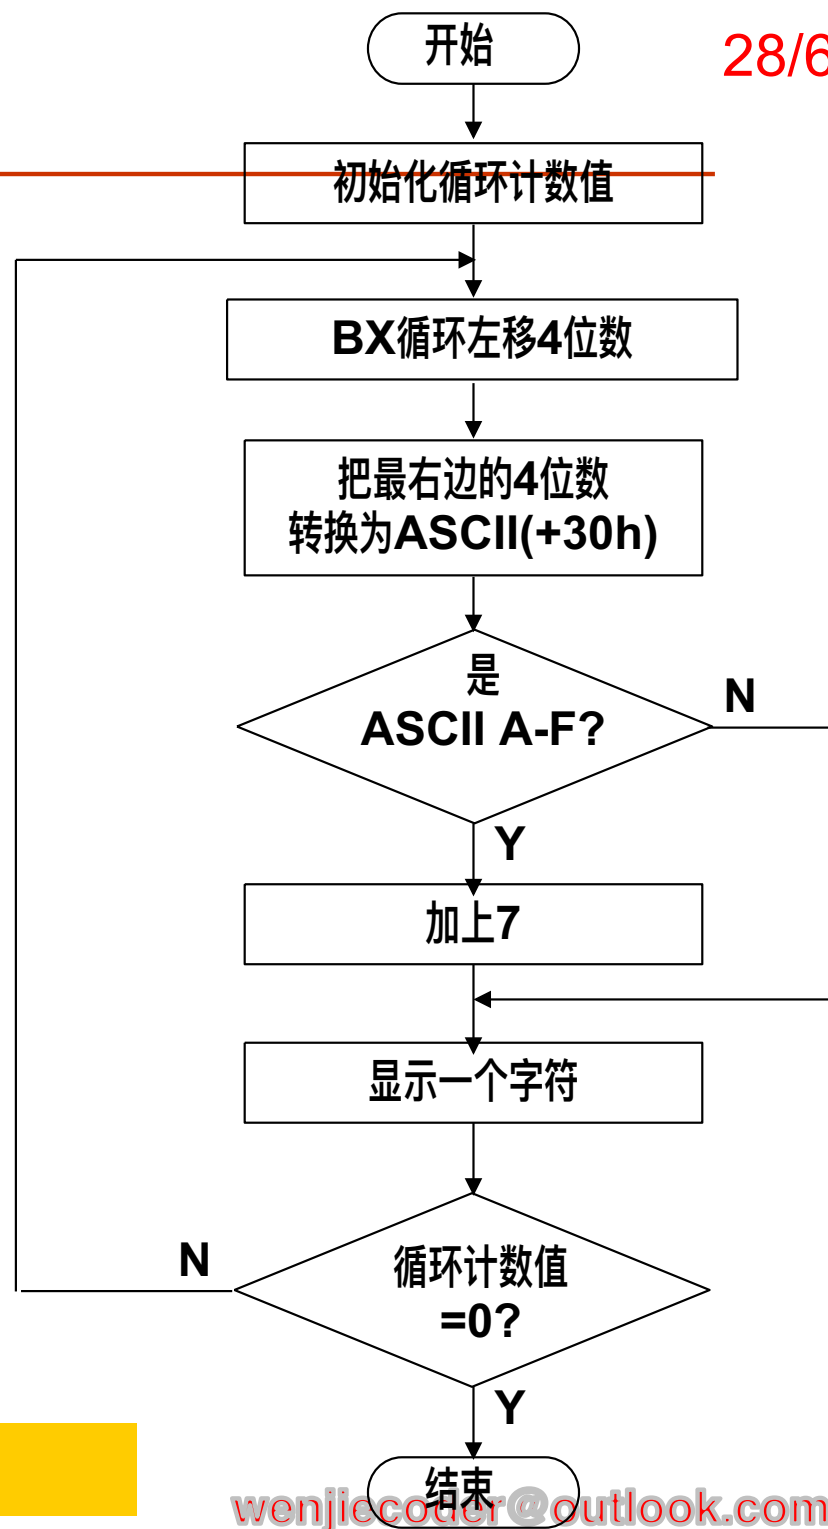 开始
28/6
初始化循环计数值
BX循环左移4位数
把最右边的4位数
转换为ASCII(+30h)
是
ASCII A-F?
N
Y
加上7
显示一个字符
N
循环计数值
=0?
Y
结束
wenjiecoder@outlook.com